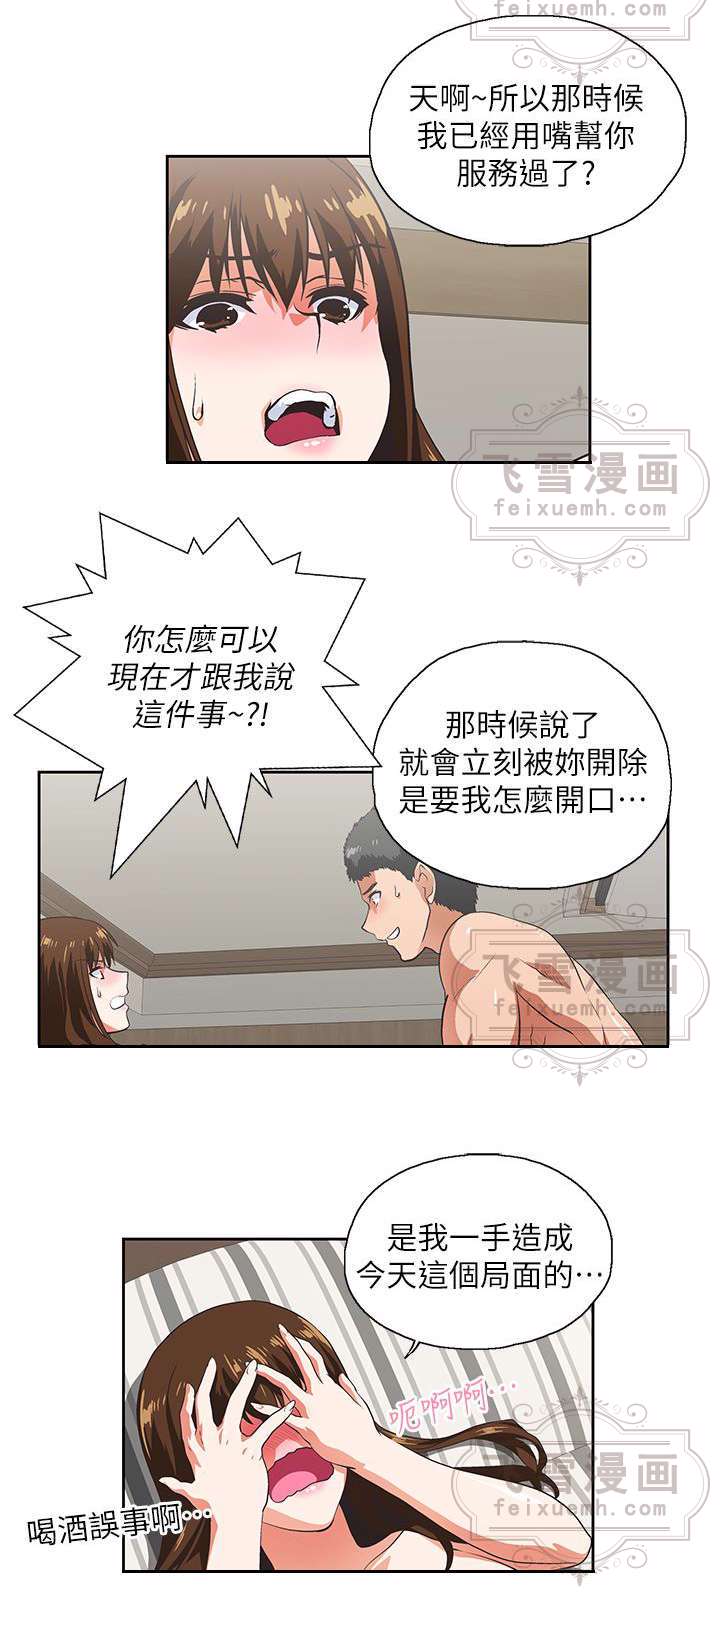 feixuemh.com
天啊~所以那時候
我已經用嘴幫你
服務過了?
飞雪漫画
feixuemh.com
你怎麼可以
現在才跟我說
這件事~?!
那時候說了
就會立刻被妳開除
是要我怎麼開口…
飞雪漫画
feixuemh.com
是我一手造成
今天這個局面的…
呃啊啊…
飞雪漫画
feixuemh.com
喝酒誤事啊…